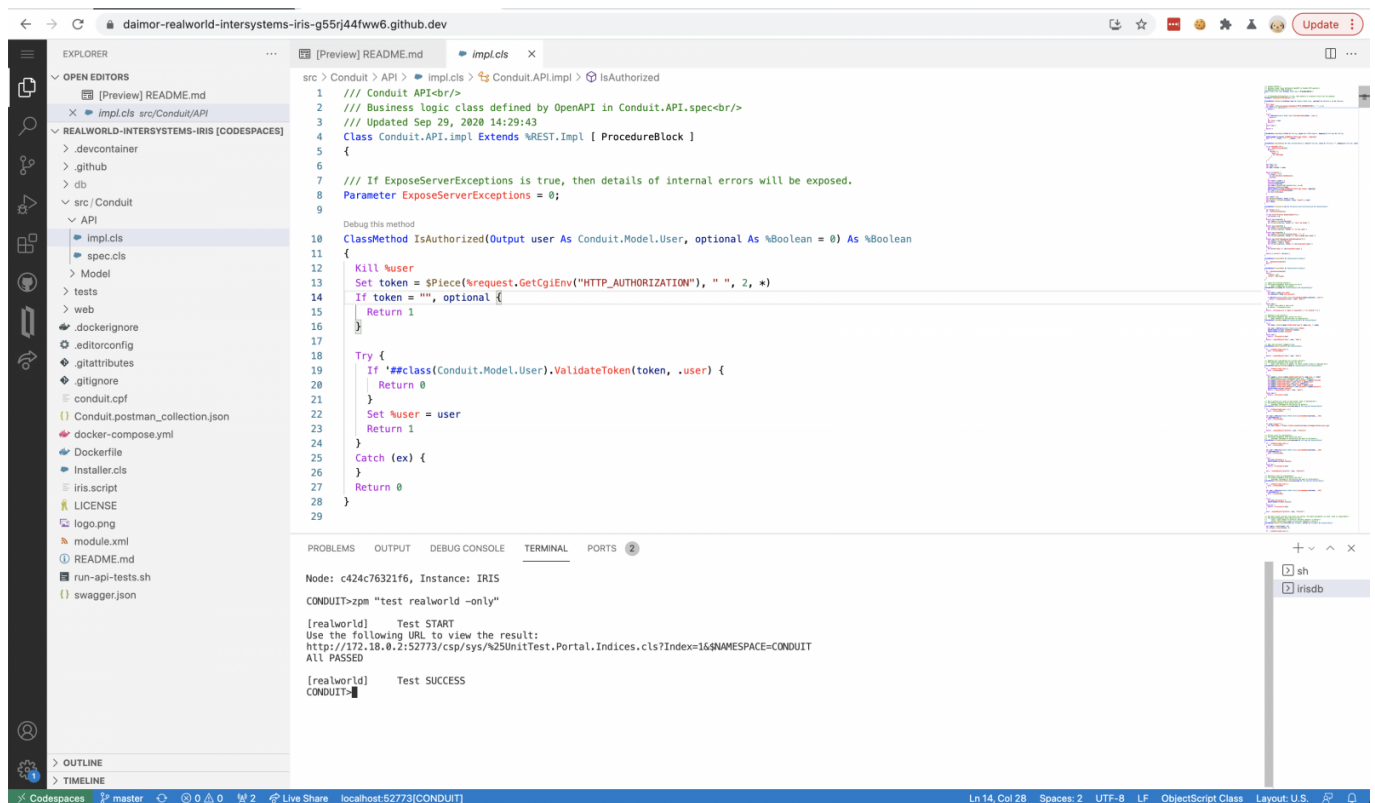 daimor-realworld-intersystems-iris-g55rj44fww6.github.dev
Update
EXPLORER
OPEN EDITORS
[Preview] README.md
impl.cls src/Conduit/API
REALWORLD-INTERSYSTEMS-IRIS [CODESPACES]
.devcontainer
.github
db
src / Conduit
API
impl.cls
spec.cls
Model
tests
web
.dockerignore
.editorconfig
.gitattributes
.gitignore
conduit.cpf
Conduit.postman_collection.json
docker-compose.yml
Dockerfile
Installer.cls
iris.script
LICENSE
logo.png
module.xml
README.md
run-api-tests.sh
swagger.json
OUTLINE
TIMELINE
[Preview] README.md
impl.cls
src > Conduit > API > impl.cls > Conduit.API.impl > IsAuthorized
1 /// Conduit API<br/>
2 /// Business logic class defined by OpenAPI in Conduit.API.spec<br/>
3 /// Updated Sep 29, 2020 14:29:43
4 Class Conduit.API.impl Extends %REST.Impl [ ProcedureBlock ]
5 {
6
7 /// If ExposeServerExceptions is true, then details of internal errors will be exposed.
8 Parameter ExposeServerExceptions = 0;
9
Debug this method
10 ClassMethod IsAuthorized(Output user As Conduit.Model.User, optional As %Boolean = 0) As %Boolean
11 {
12 Kill %user
13 Set token = $Piece(%request.GetCgiEnv("HTTP_AUTHORIZATION"), " ", 2, *)
14 If token = "", optional {
15 Return 1
16 }
17
18 Try {
19 If '##class(Conduit.Model.User).ValidateToken(token, .user) {
20 Return 0
21 }
22 Set %user = user
23 Return 1
24 }
25 Catch (ex) {
26 }
27 Return 0
28 }
29
PROBLEMS OUTPUT DEBUG CONSOLE TERMINAL PORTS 2
Node: c424c76321f6, Instance: IRIS
CONDUIT>zpm "test realworld -only"
[realworld] Test START
Use the following URL to view the result:
http://172.18.0.2:52773/csp/sys/%25UnitTest.Portal.Indices.cls?Index=1&$NAMESPACE=CONDUIT
All PASSED
[realworld] Test SUCCESS
CONDUIT>
sh
irisdb
1
Codespaces master 0 0 2 Live Share localhost:52773[CONDUIT] Ln 14, Col 28 Spaces: 2 UTF-8 LF ObjectScript Class Layout: U.S.